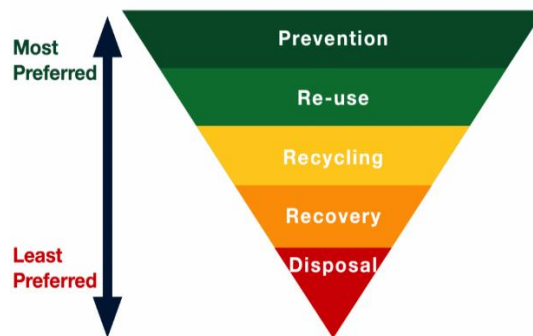 Most
Preferred
Prevention
Re-use
Recycling
Recovery
Least
Preferred
Disposal